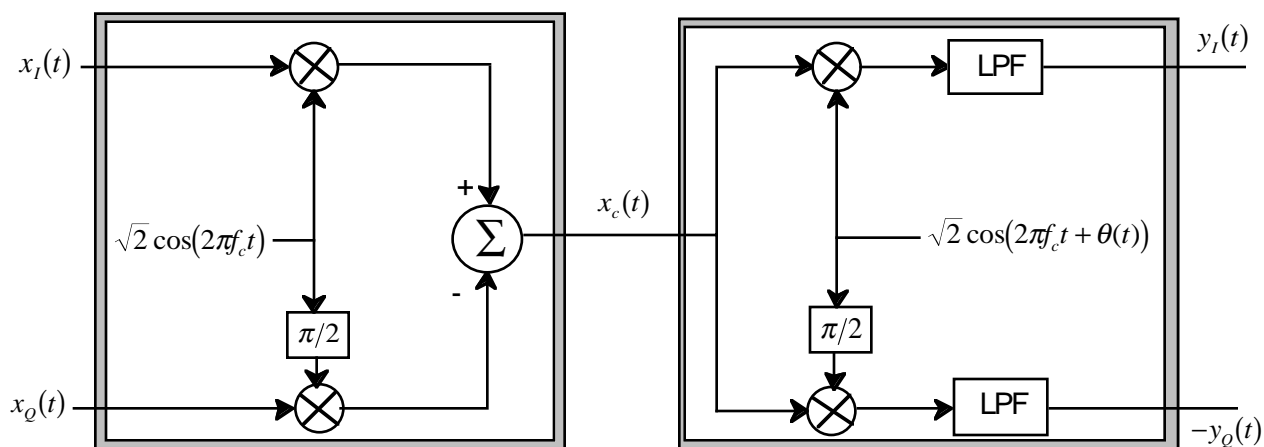 x_I(t)
√2 cos(2πf_c t)
π/2
x_Q(t)
+
Σ
-
x_c(t)
LPF
y_I(t)
√2 cos(2πf_c t + θ(t))
π/2
LPF
−y_Q(t)